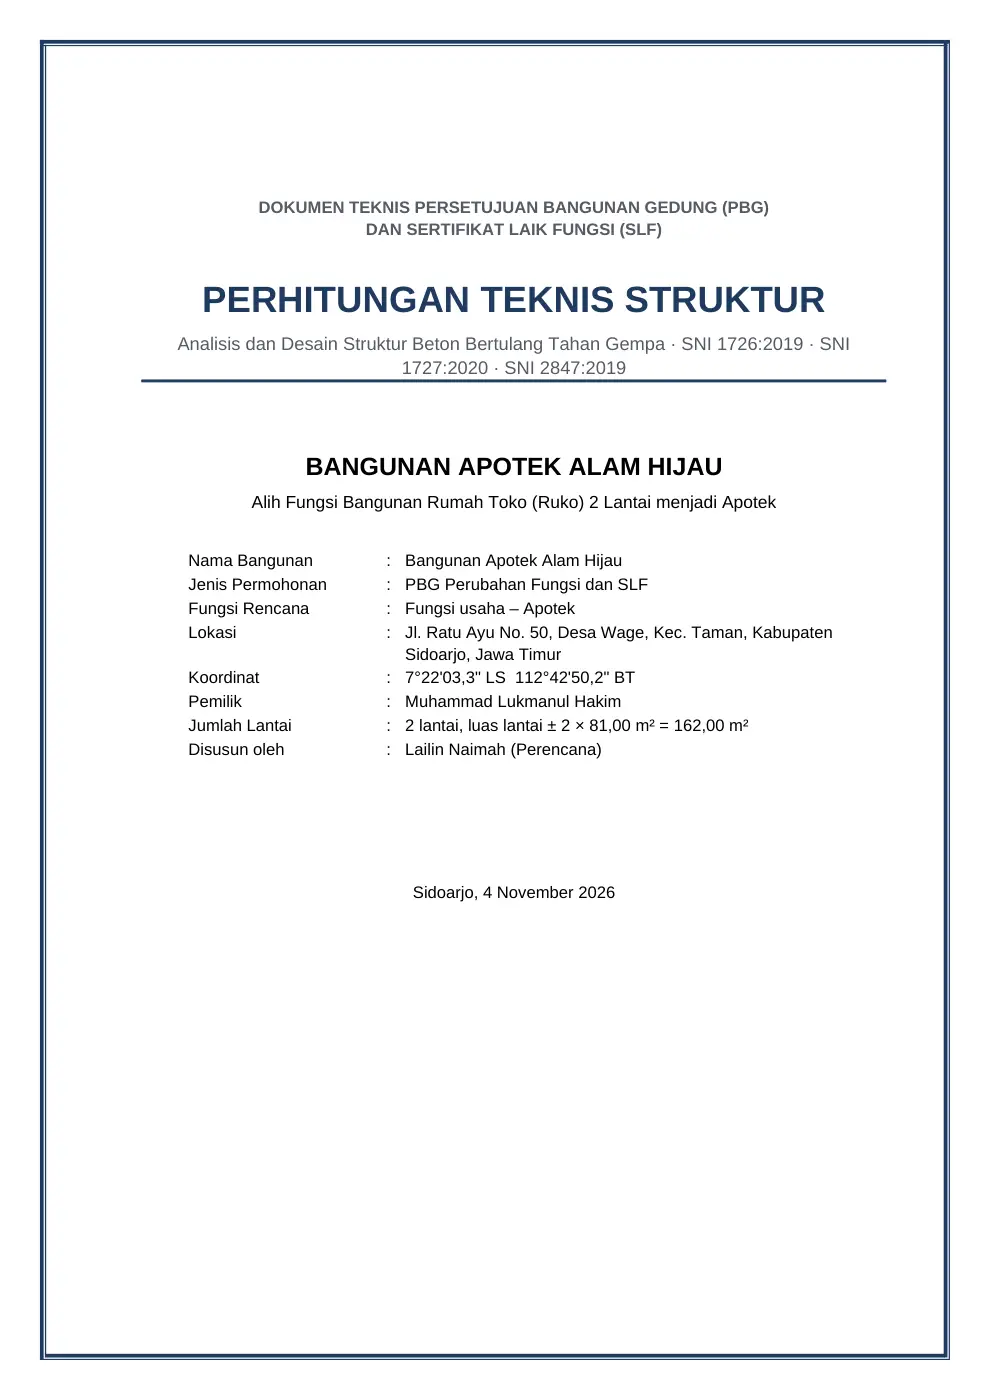 DOKUMEN TEKNIS PERSETUJUAN BANGUNAN GEDUNG (PBG)
DAN SERTIFIKAT LAIK FUNGSI (SLF)
PERHITUNGAN TEKNIS STRUKTUR
Analisis dan Desain Struktur Beton Bertulang Tahan Gempa · SNI 1726:2019 · SNI
1727:2020 · SNI 2847:2019
BANGUNAN APOTEK ALAM HIJAU
Alih Fungsi Bangunan Rumah Toko (Ruko) 2 Lantai menjadi Apotek
Nama Bangunan : Bangunan Apotek Alam Hijau
Jenis Permohonan : PBG Perubahan Fungsi dan SLF
Fungsi Rencana : Fungsi usaha – Apotek
Lokasi : Jl. Ratu Ayu No. 50, Desa Wage, Kec. Taman, Kabupaten
Sidoarjo, Jawa Timur
Koordinat : 7°22'03,3" LS 112°42'50,2" BT
Pemilik : Muhammad Lukmanul Hakim
Jumlah Lantai : 2 lantai, luas lantai ± 2 × 81,00 m² = 162,00 m²
Disusun oleh : Lailin Naimah (Perencana)
Sidoarjo, 4 November 2026